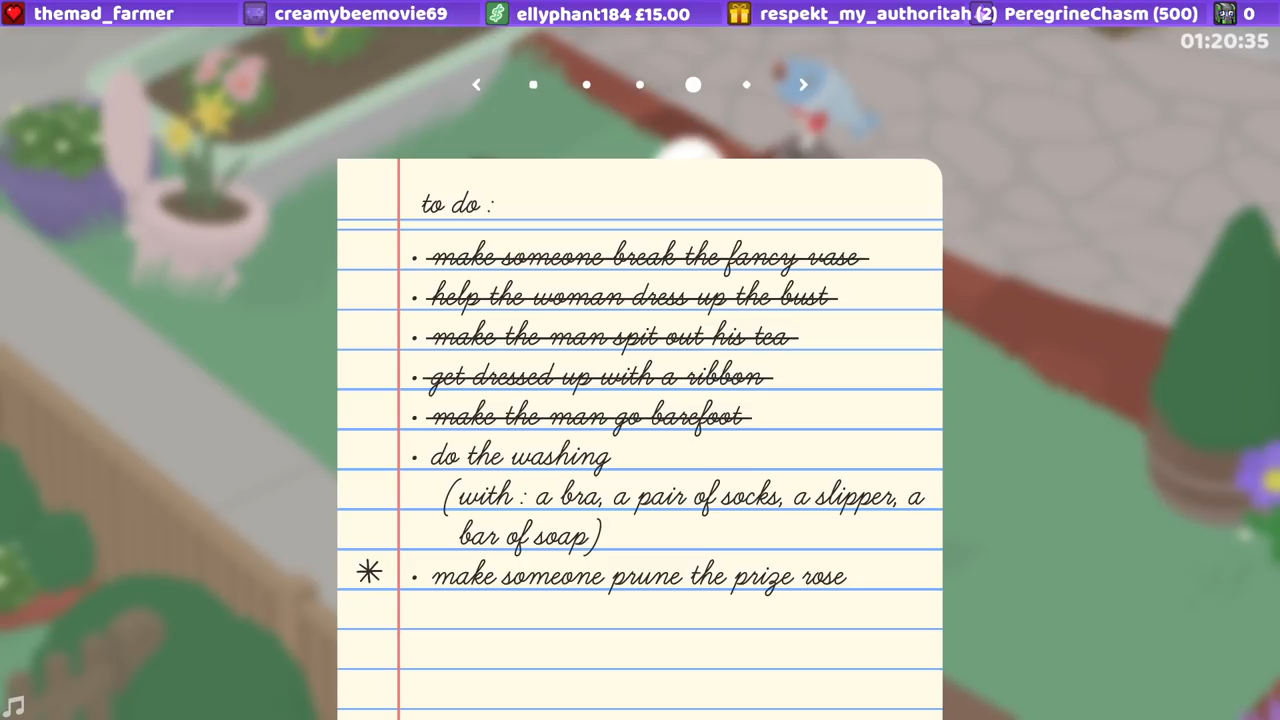 themad_farmer creamybeemovie69 ellyphant184 £15.00 respekt_my_authoritah (2) PeregrineChasm (500) 0
01:20:35
to do :
• make someone break the fancy vase
• help the woman dress up the bust
• make the man spit out his tea
• get dressed up with a ribbon
• make the man go barefoot
• do the washing
(with : a bra, a pair of socks, a slipper, a
bar of soap)
• make someone prune the prize rose